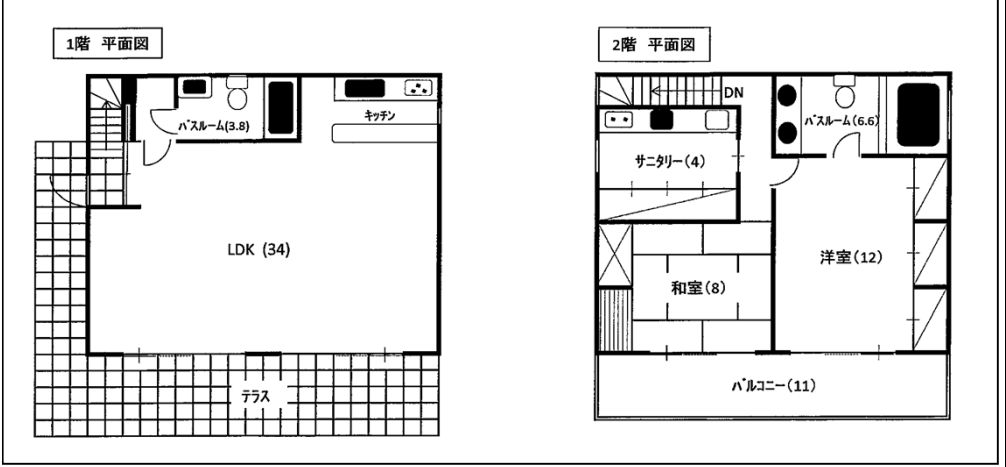 1階 平面図
バスルーム(3.8)
キッチン
LDK (34)
テラス
2階 平面図
DN
バスルーム(6.6)
サニタリー(4)
洋室(12)
和室(8)
バルコニー(11)